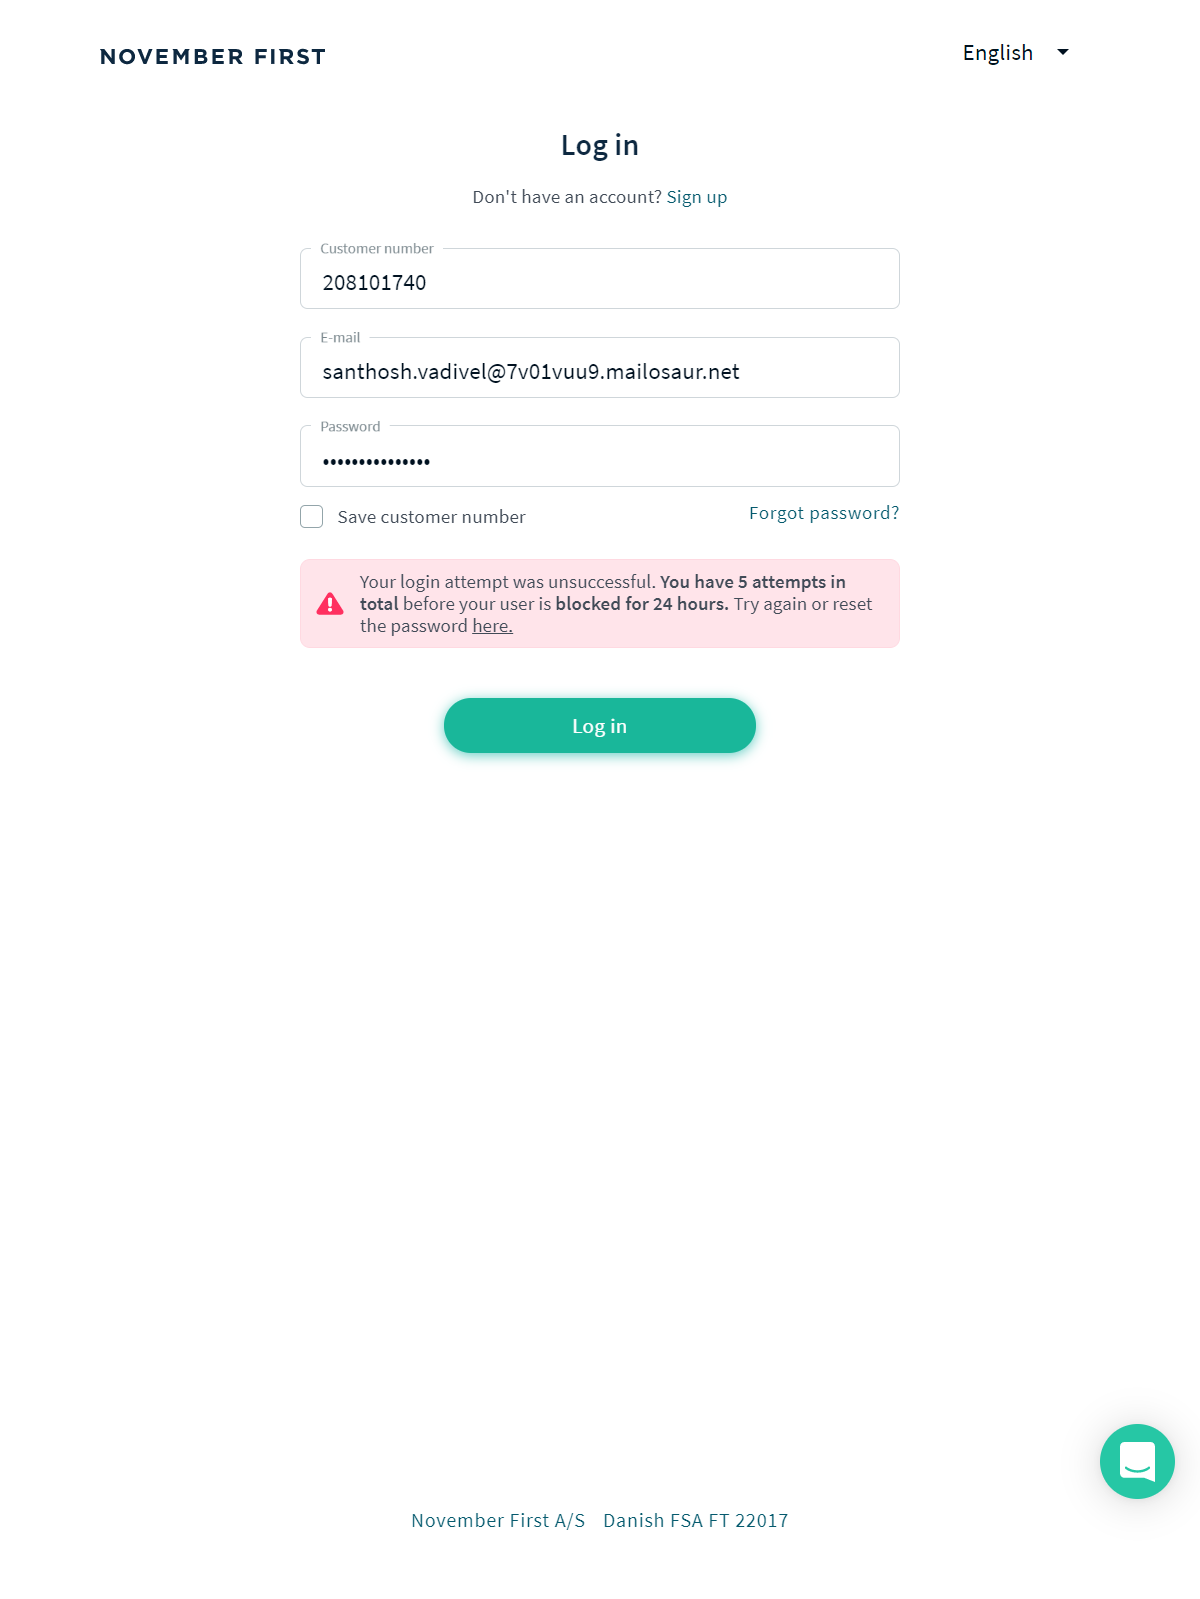 NOVEMBER FIRST
English
Log in
Don't have an account? Sign up
Customer number
208101740
E-mail
santhosh.vadivel@7v01vuu9.mailosaur.net
Password
•••••••••••••••
Save customer number
Forgot password?
Your login attempt was unsuccessful. You have 5 attempts in
total before your user is blocked for 24 hours. Try again or reset
the password here.
Log in
November First A/S Danish FSA FT 22017